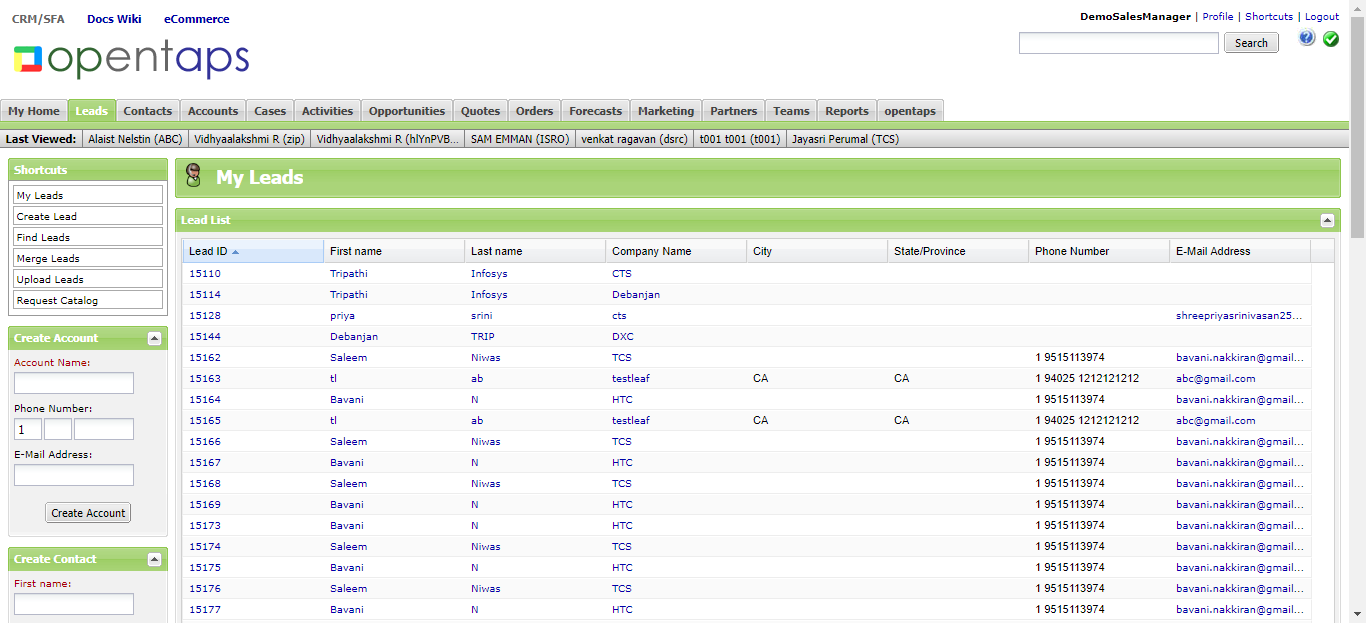 CRM/SFA Docs Wiki eCommerce
DemoSalesManager | Profile | Shortcuts | Logout
opentaps
Search
My Home Leads Contacts Accounts Cases Activities Opportunities Quotes Orders Forecasts Marketing Partners Teams Reports opentaps
Last Viewed: Alaist Nelstin (ABC) Vidhyaalakshmi R (zip) Vidhyaalakshmi R (hlYnPVB... SAM EMMAN (ISRO) venkat ragavan (dsrc) t001 t001 (t001) Jayasri Perumal (TCS)
Shortcuts
My Leads
Create Lead
Find Leads
Merge Leads
Upload Leads
Request Catalog
Create Account
Account Name:
Phone Number:
1
E-Mail Address:
Create Account
Create Contact
First name:
My Leads
Lead List
Lead ID First name Last name Company Name City State/Province Phone Number E-Mail Address
15110 Tripathi Infosys CTS
15114 Tripathi Infosys Debanjan
15128 priya srini cts shreepriyasrinivasan25...
15144 Debanjan TRIP DXC
15162 Saleem Niwas TCS 1 9515113974 bavani.nakkiran@gmail...
15163 tl ab testleaf CA CA 1 94025 1212121212 abc@gmail.com
15164 Bavani N HTC 1 9515113974 bavani.nakkiran@gmail...
15165 tl ab testleaf CA CA 1 94025 1212121212 abc@gmail.com
15166 Saleem Niwas TCS 1 9515113974 bavani.nakkiran@gmail...
15167 Bavani N HTC 1 9515113974 bavani.nakkiran@gmail...
15168 Saleem Niwas TCS 1 9515113974 bavani.nakkiran@gmail...
15169 Bavani N HTC 1 9515113974 bavani.nakkiran@gmail...
15173 Bavani N HTC 1 9515113974 bavani.nakkiran@gmail...
15174 Saleem Niwas TCS 1 9515113974 bavani.nakkiran@gmail...
15175 Bavani N HTC 1 9515113974 bavani.nakkiran@gmail...
15176 Saleem Niwas TCS 1 9515113974 bavani.nakkiran@gmail...
15177 Bavani N HTC 1 9515113974 bavani.nakkiran@gmail...